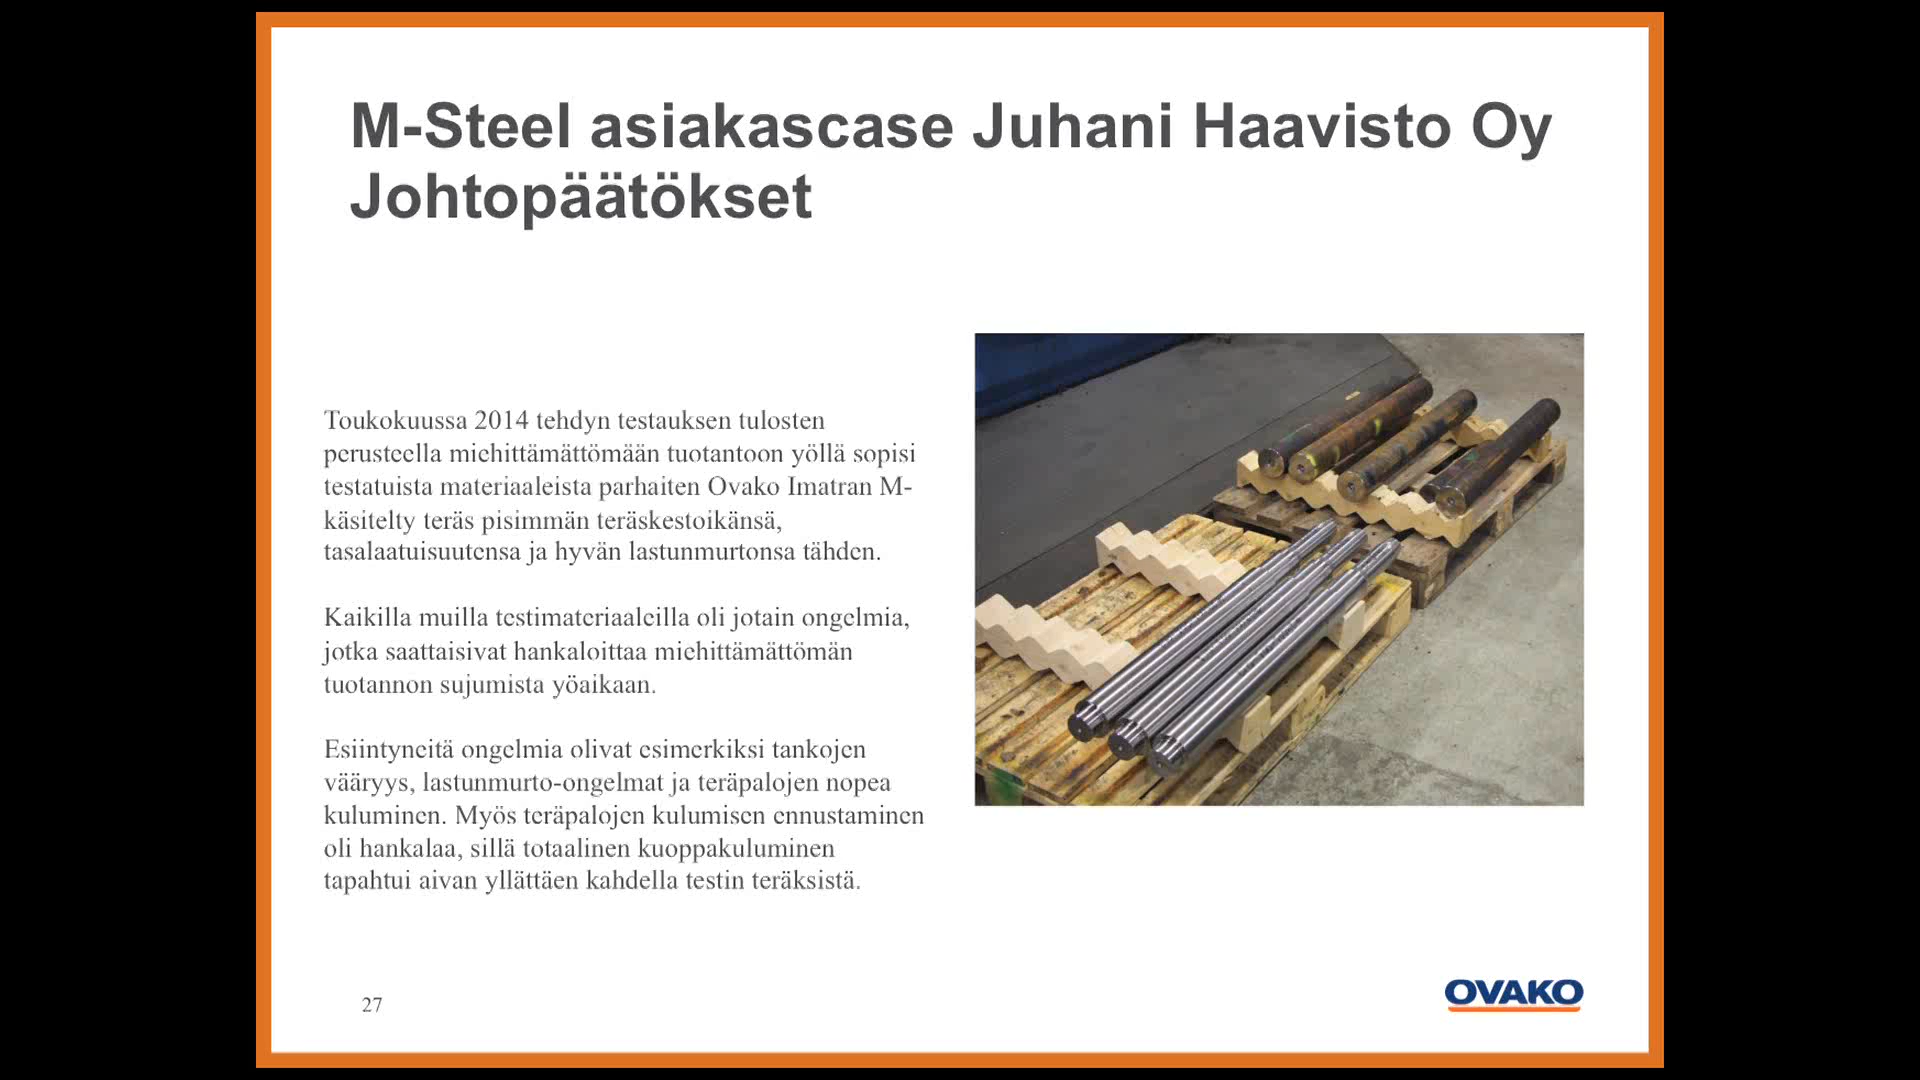 M-Steel asiakascase Juhani Haavisto Oy
Johtopäätökset
Toukokuussa 2014 tehdyn testauksen tulosten
perusteella miehittämättömään tuotantoon yöllä sopisi
testatuista materiaaleista parhaiten Ovako Imatran M-
käsitelty teräs pisimmän teräskestoikänsä,
tasalaatuisuutensa ja hyvän lastunmurtonsa tähden.
Kaikilla muilla testimateriaaleilla oli jotain ongelmia,
jotka saattaisivat hankaloittaa miehittämättömän
tuotannon sujumista yöaikaan.
Esiintyneitä ongelmia olivat esimerkiksi tankojen
vääryys, lastunmurto-ongelmat ja teräpalojen nopea
kuluminen. Myös teräpalojen kulumisen ennustaminen
oli hankalaa, sillä totaalinen kuoppakuluminen
tapahtui aivan yllättäen kahdella testin teräksistä.
27
OVAKO